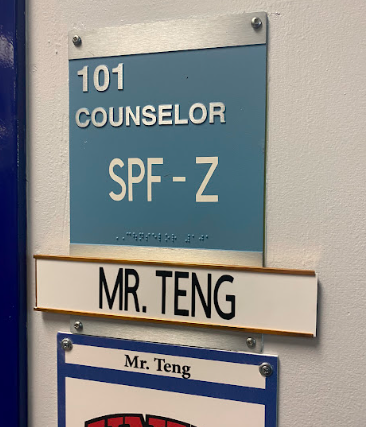 101
COUNSELOR
SPF - Z
MR. TENG
Mr. Teng